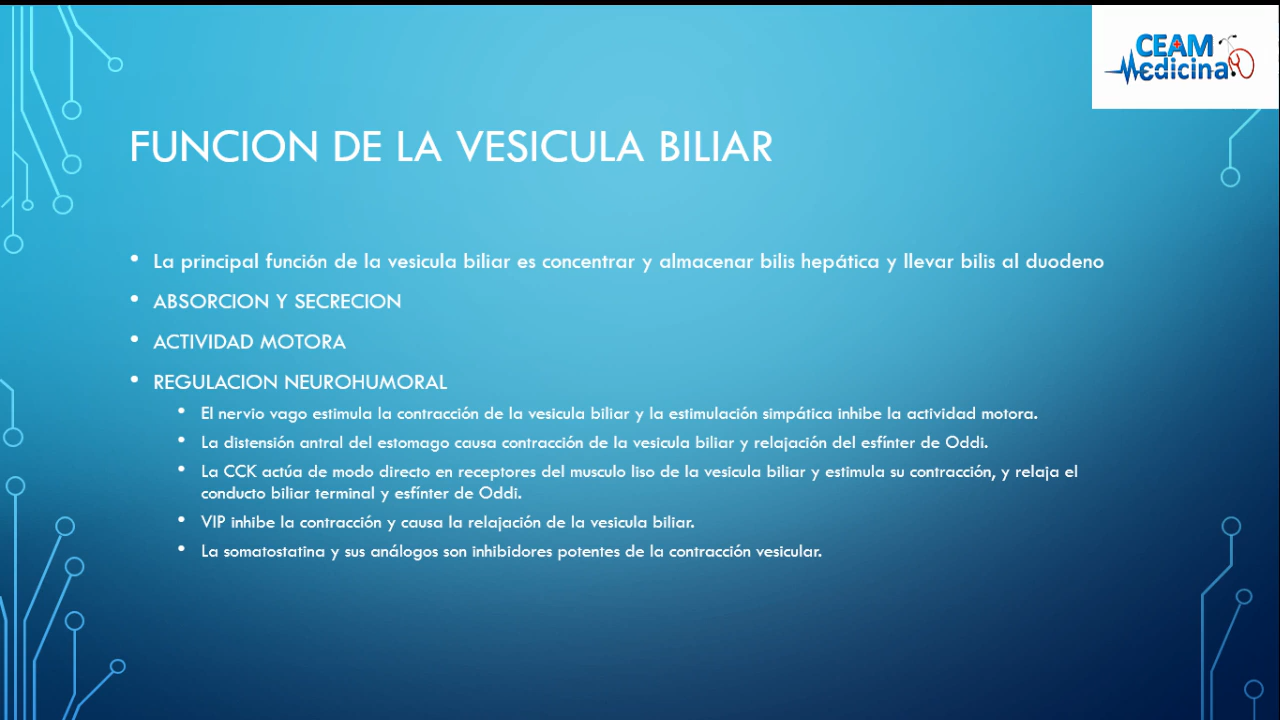 CEAM
Medicina
FUNCION DE LA VESICULA BILIAR
• La principal función de la vesicula biliar es concentrar y almacenar bilis hepática y llevar bilis al duodeno
• ABSORCION Y SECRECION
• ACTIVIDAD MOTORA
• REGULACION NEUROHUMORAL
• El nervio vago estimula la contracción de la vesicula biliar y la estimulación simpática inhibe la actividad motora.
• La distensión antral del estomago causa contracción de la vesicula biliar y relajación del esfínter de Oddi.
• La CCK actúa de modo directo en receptores del musculo liso de la vesicula biliar y estimula su contracción, y relaja el
conducto biliar terminal y esfínter de Oddi.
• VIP inhibe la contracción y causa la relajación de la vesicula biliar.
• La somatostatina y sus análogos son inhibidores potentes de la contracción vesicular.